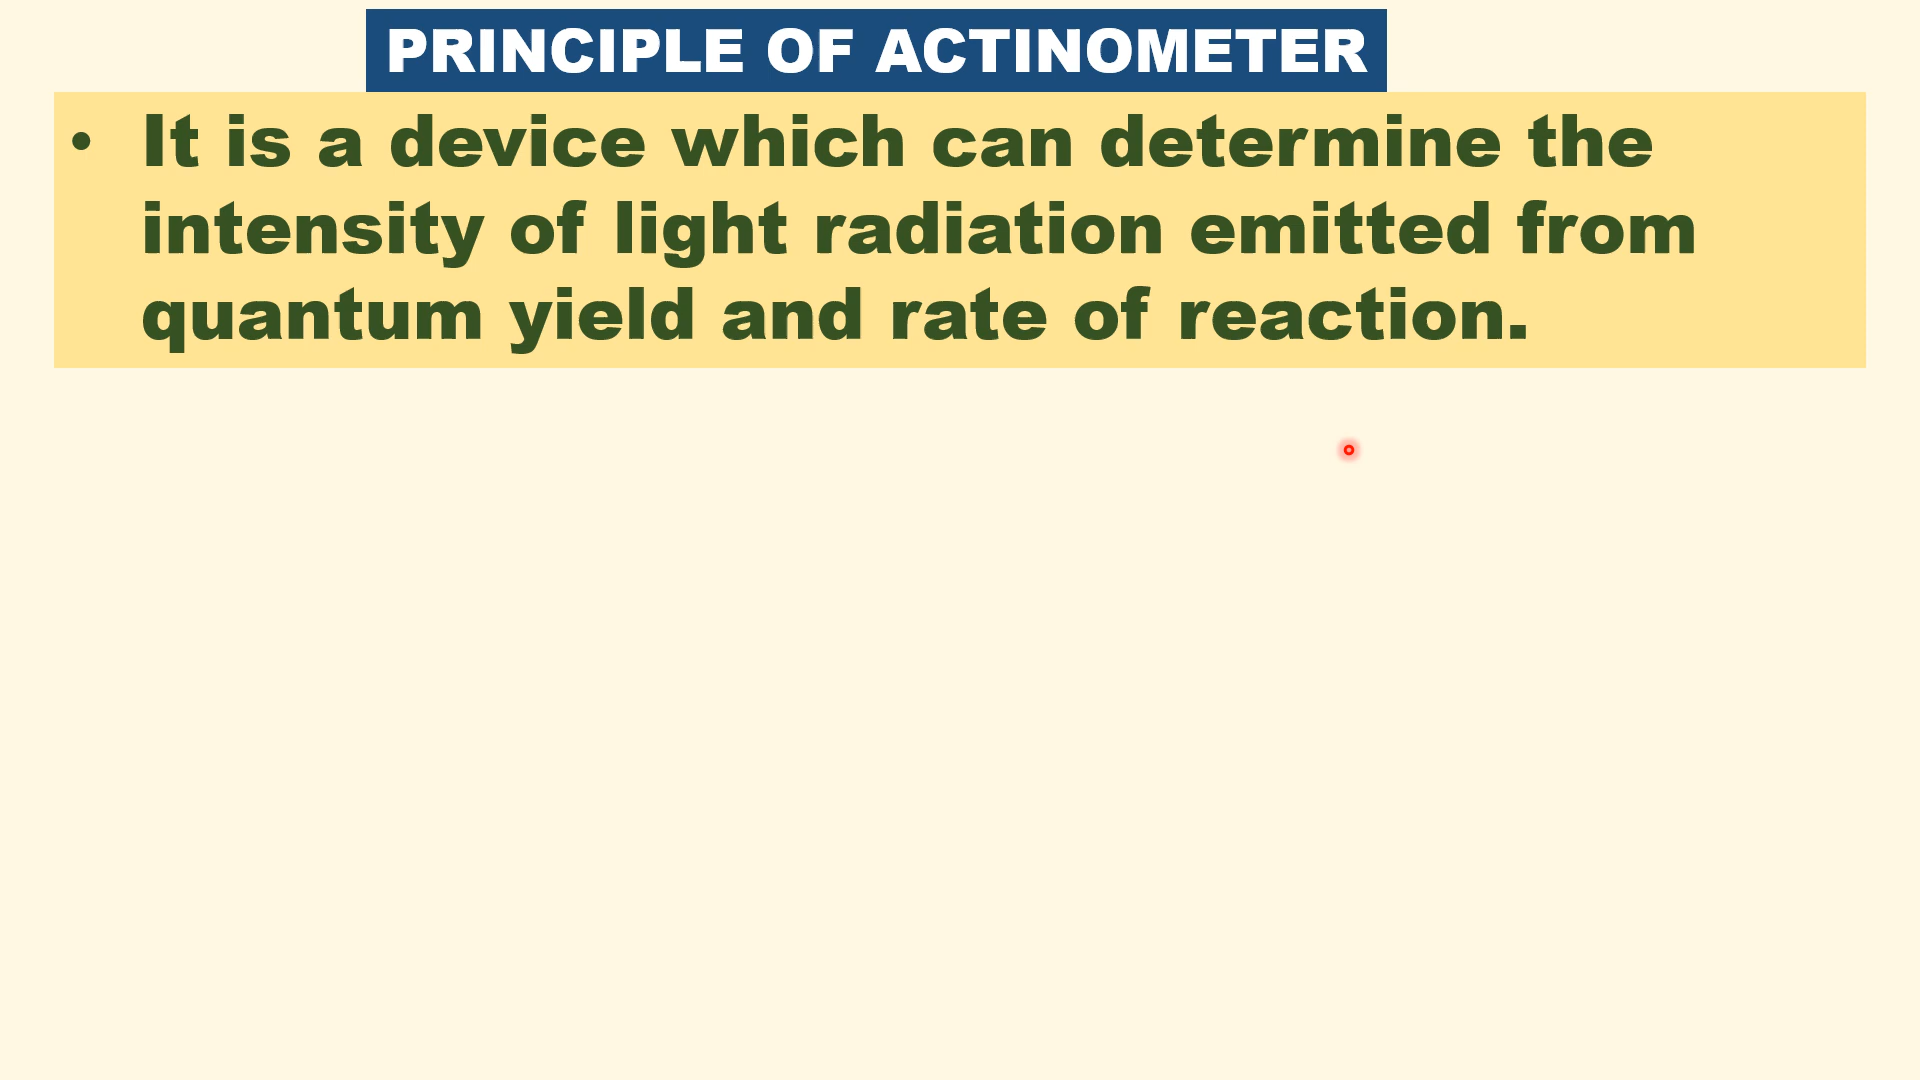 PRINCIPLE OF ACTINOMETER
• It is a device which can determine the
intensity of light radiation emitted from
quantum yield and rate of reaction.